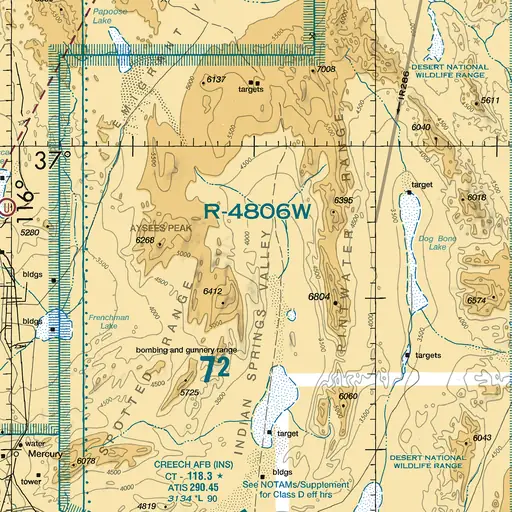 Papoose
Lake
7008
6137
targets
DESERT NATIONAL
WILDLIFE RANGE
IR286
5611
EMIGRANT V
6040
37°
116°
target
6395
6018
R-4806W
AYSEES PEAK
6268
5280
4000
Dog Bone
Lake
bldgs
6412
6804
6574
PINTWATER RANGE
INDIAN SPRINGS VALLEY
SPOTTED RANGE
bldgs
Frenchman
Lake
bombing and gunnery range
72
targets
5725
6060
target
6043
water
Mercury
6078
tower
DESERT NATIONAL
WILDLIFE RANGE
CREECH AFB (INS)
CT - 118.3 ★
ATIS 290.45
3134 *L 90
4819
bldgs
See NOTAMs/Supplement
for Class D eff hrs